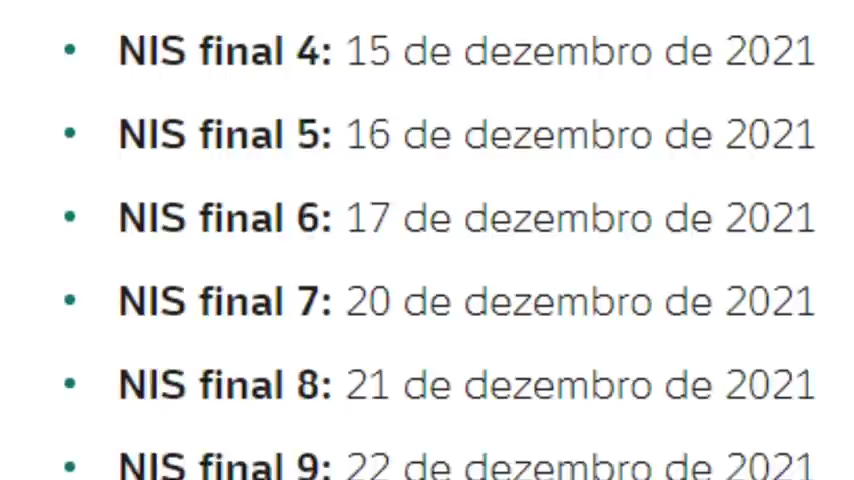 • NIS final 4: 15 de dezembro de 2021
• NIS final 5: 16 de dezembro de 2021
• NIS final 6: 17 de dezembro de 2021
• NIS final 7: 20 de dezembro de 2021
• NIS final 8: 21 de dezembro de 2021
• NIS final 9: 22 de dezembro de 2021